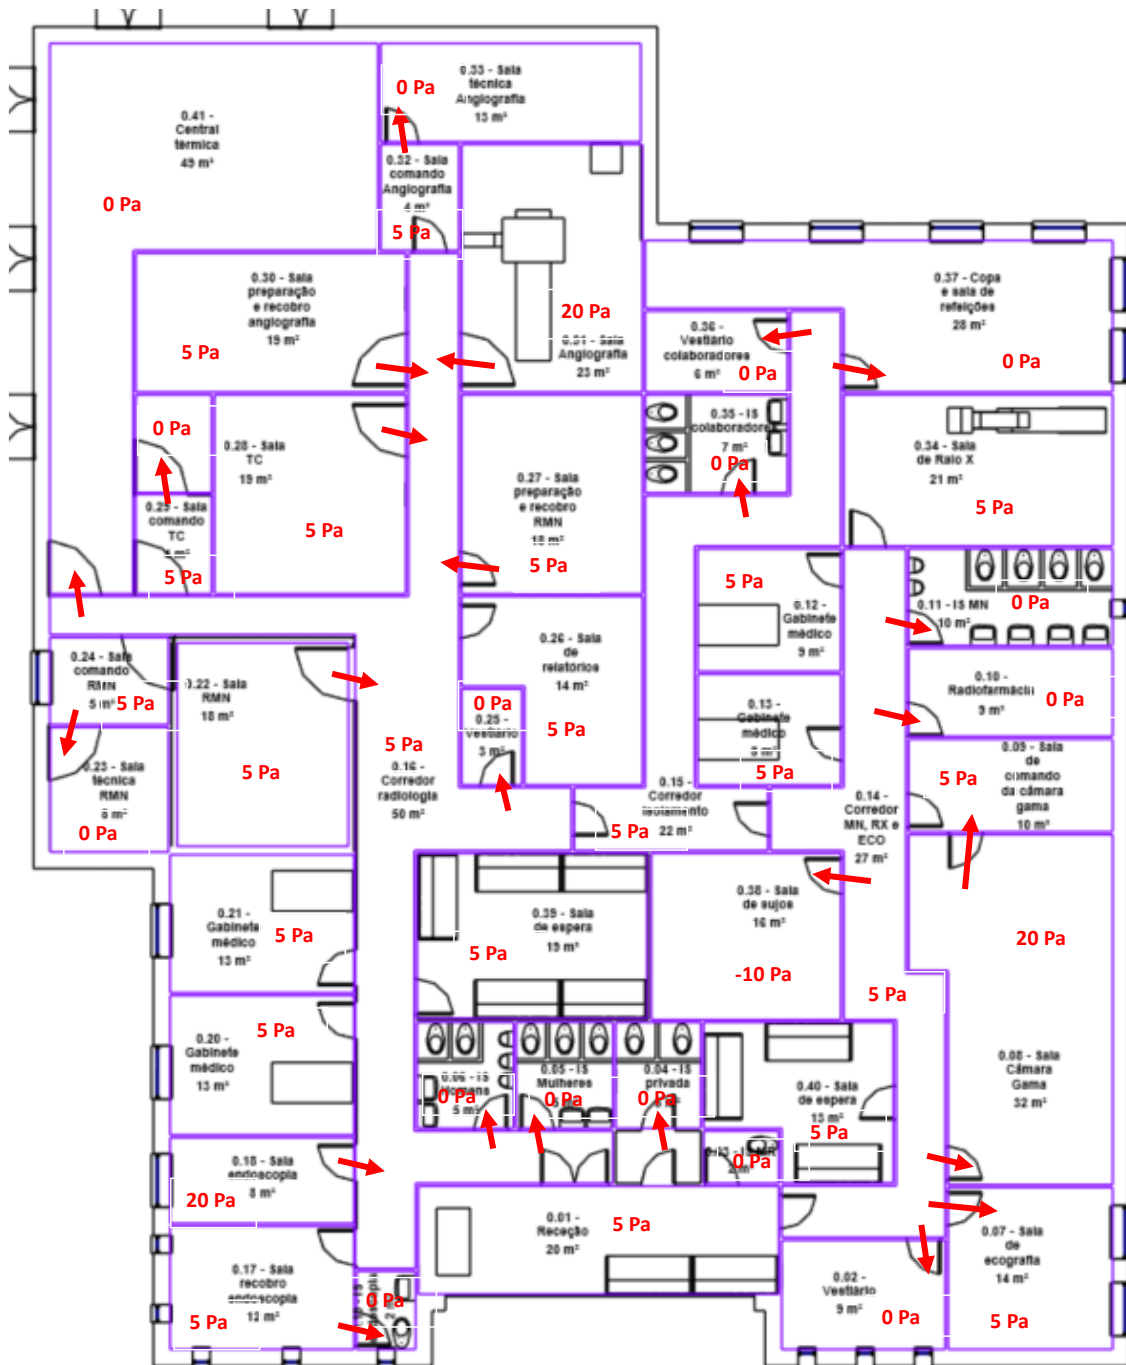 0.41 -
Central
térmica
49 m²
0 Pa
0.33 - Sala
técnica
Angiografia
13 m²
0 Pa
0.32 - Sala
comando
Angiografia
4 m²
5 Pa
0.30 - Sala
preparação
e recobro
angiografia
19 m²
5 Pa
20 Pa
0.31 - Sala
Angiografia
23 m²
0.37 - Copa
e sala de
refeições
28 m²
0 Pa
0.36 -
Vestiário
colaboradores
6 m²
0 Pa
0.35 - IS
colaboradores
7 m²
0 Pa
0.34 - Sala
de Raio X
21 m²
5 Pa
0 Pa
0.28 - Sala
TC
19 m²
5 Pa
0.29 - Sala
comando
TC
5 Pa
0.27 - Sala
preparação
e recobro
RMN
18 m²
5 Pa
5 Pa
0.12 -
Gabinete
médico
9 m²
0.11 - IS MN
10 m²
0 Pa
0.10 -
Radiofarmácia
9 m²
0 Pa
0.24 - Sala
comando
RMN
5 m²
5 Pa
0.22 - Sala
RMN
18 m²
5 Pa
0.23 - Sala
técnica
RMN
0 Pa
0.26 - Sala
de
relatórios
14 m²
5 Pa
0 Pa
0.25 -
Vestiário
3 m²
0.13 -
Gabinete
médico
5 Pa
0.09 - Sala
de
comando
da câmara
gama
10 m²
5 Pa
5 Pa
0.16 -
Corredor
radiologia
50 m²
0.15 -
Corredor
isolamento
22 m²
5 Pa
0.14 -
Corredor
MN, RX e
ECO
27 m²
5 Pa
0.21 -
Gabinete
médico
13 m²
5 Pa
0.39 - Sala
de espera
19 m²
5 Pa
0.38 - Sala
de sujos
16 m²
-10 Pa
20 Pa
0.08 - Sala
Câmara
Gama
32 m²
0.20 -
Gabinete
médico
13 m²
5 Pa
0.06 - IS
Homens
5 m²
0 Pa
0.05 - IS
Mulheres
0 Pa
0.04 - IS
privada
0 Pa
0.40 - Sala
de espera
13 m²
5 Pa
0.03 - IS MR
0 Pa
0.18 - Sala
endoscopia
8 m²
20 Pa
0.01 -
Receção
20 m²
5 Pa
0.07 - Sala
de
ecografia
14 m²
5 Pa
0.02 -
Vestiário
9 m²
0 Pa
0.17 - Sala
recobro
endoscopia
12 m²
5 Pa
0 Pa